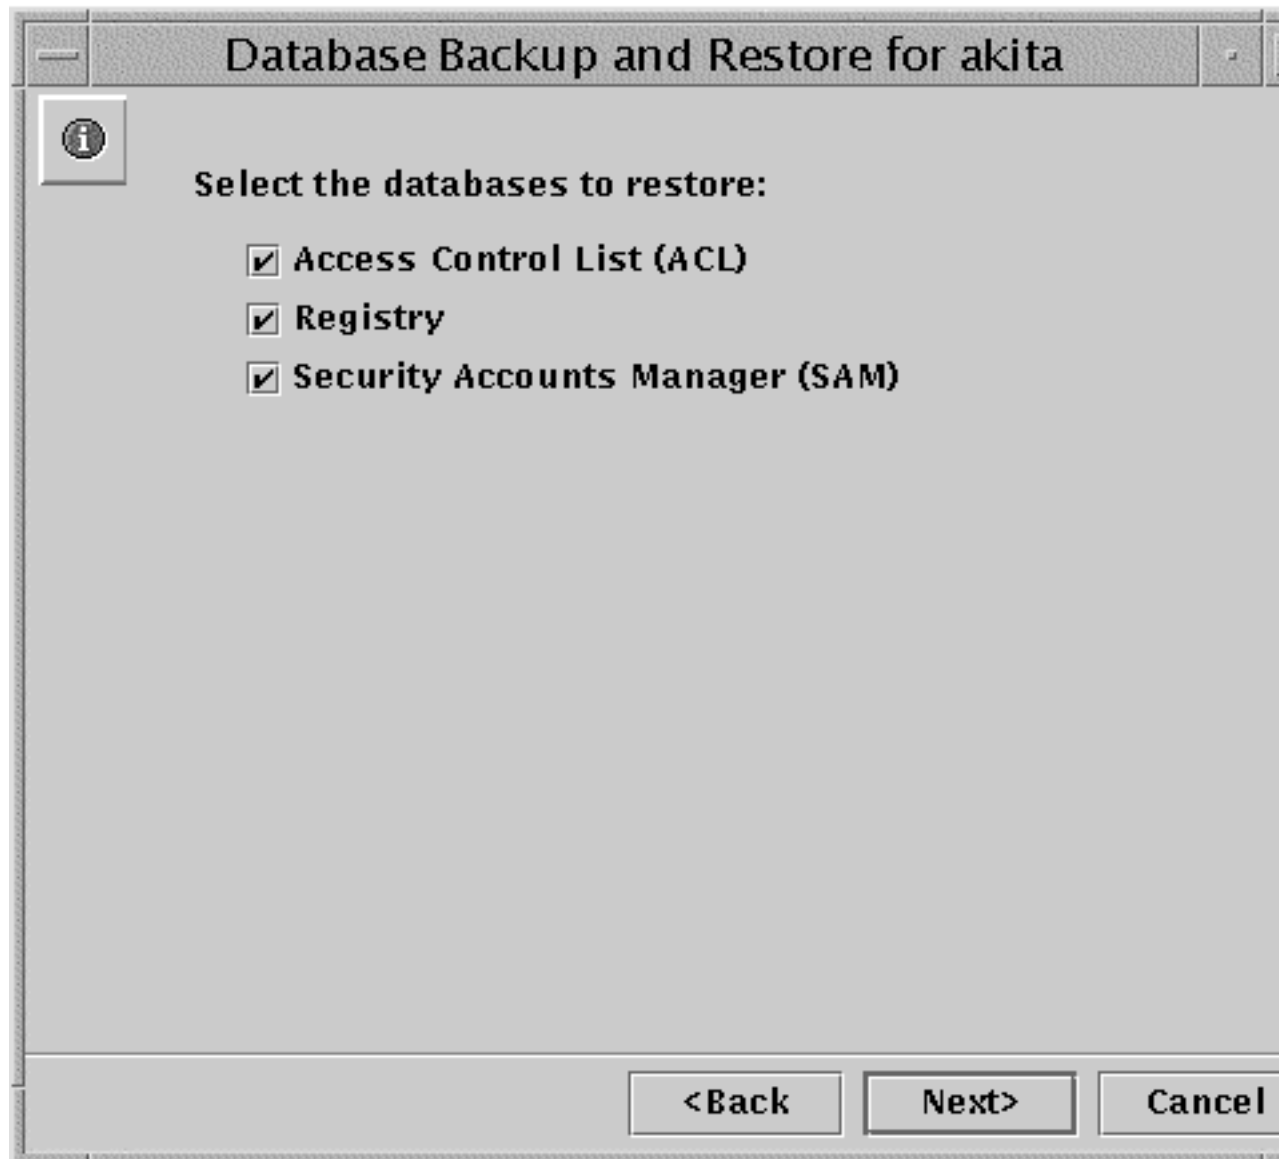 Database Backup and Restore for akita
Select the databases to restore:
Access Control List (ACL)
Registry
Security Accounts Manager (SAM)
<Back
Next>
Cancel